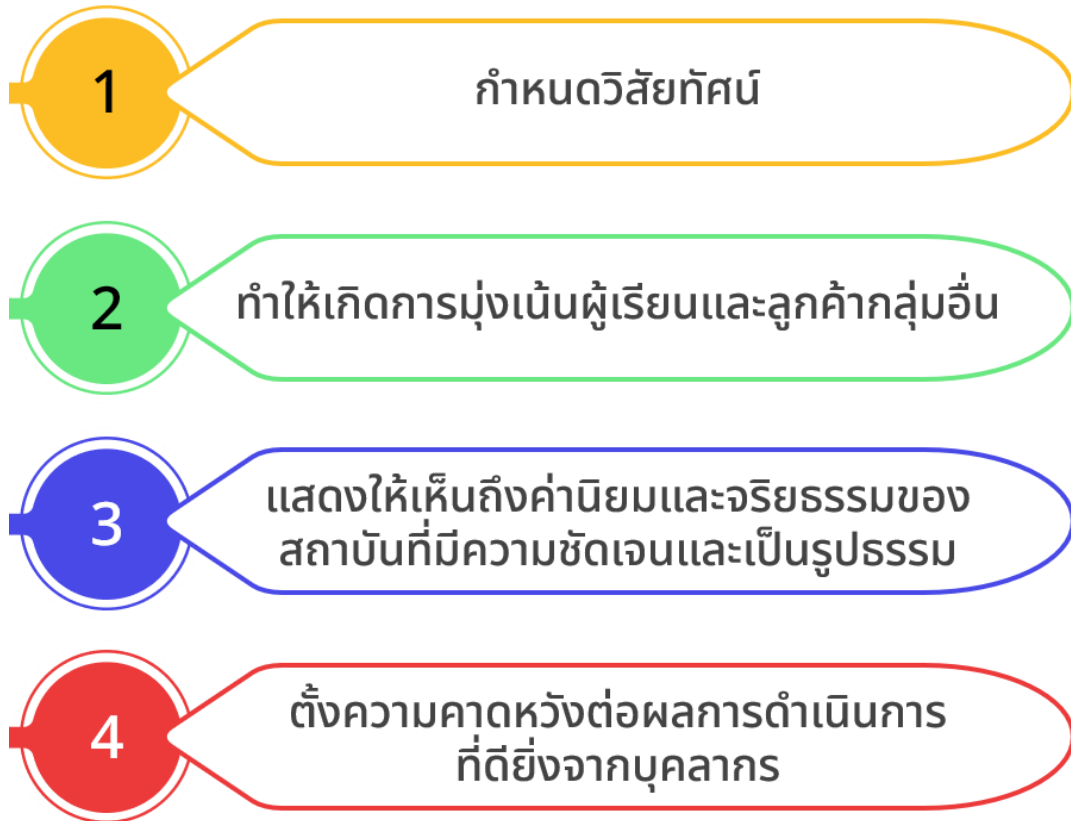 1
กำหนดวิสัยทัศน์
2
ทำให้เกิดการมุ่งเน้นผู้เรียนและลูกค้ากลุ่มอื่น
3
แสดงให้เห็นถึงค่านิยมและจริยธรรมของ
สถาบันที่มีความชัดเจนและเป็นรูปธรรม
4
ตั้งความคาดหวังต่อผลการดำเนินการ
ที่ดียิ่งจากบุคลากร